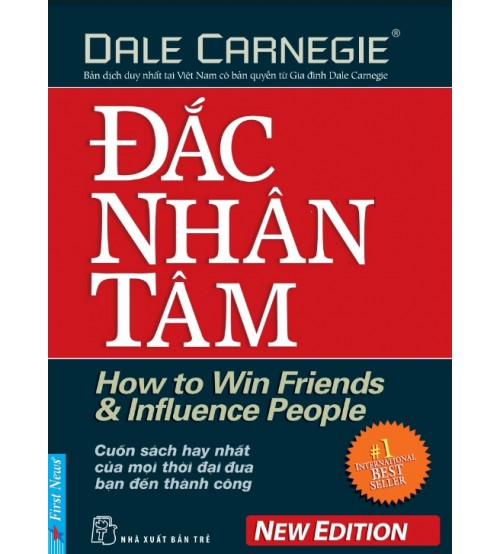 DALE CARNEGIE®
Bản dịch duy nhất tại Việt Nam có bản quyền từ Gia đình Dale Carnegie
ĐẮC
NHÂN
TÂM
How to Win Friends
& Influence People
Cuốn sách hay nhất
của mọi thời đại đưa
bạn đến thành công
#1
INTERNATIONAL
BEST
SELLER
First News
NHÀ XUẤT BẢN TRẺ
NEW EDITION